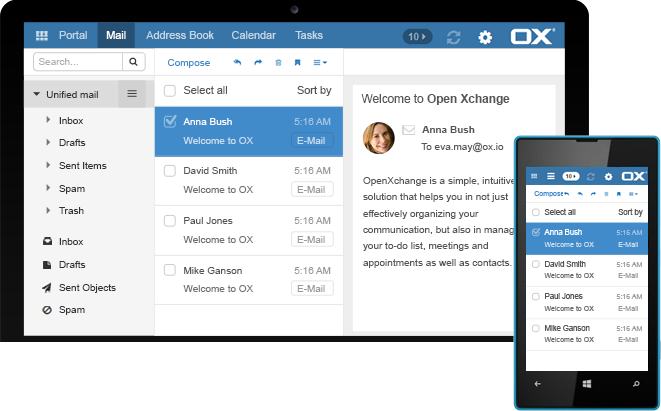 Portal Mail Address Book Calendar Tasks 10 OX
Search...
Compose
Unified mail
Inbox
Drafts
Sent Items
Spam
Trash
Inbox
Drafts
Sent Objects
Spam
Select all Sort by
Anna Bush 5:16 AM
Welcome to OX E-Mail
David Smith 5:16 AM
Welcome to OX E-Mail
Paul Jones 5:16 AM
Welcome to OX E-Mail
Mike Ganson 5:16 AM
Welcome to OX E-Mail
Welcome to Open Xchange
Anna Bush
To eva.may@ox.io
OpenXchange is a simple, intuitive
solution that helps you in not just
effectively organizing your
communication, but also in manag
your to-do list, meetings and
appointments as well as contacts.
10 OX
Compose
Select all Sort by
Anna Bush 5:16 AM
Welcome to OX E-Mail
David Smith 5:16 AM
Welcome to OX E-Mail
Paul Jones 5:16 AM
Welcome to OX E-Mail
Mike Ganson 5:16 AM
Welcome to OX E-Mail